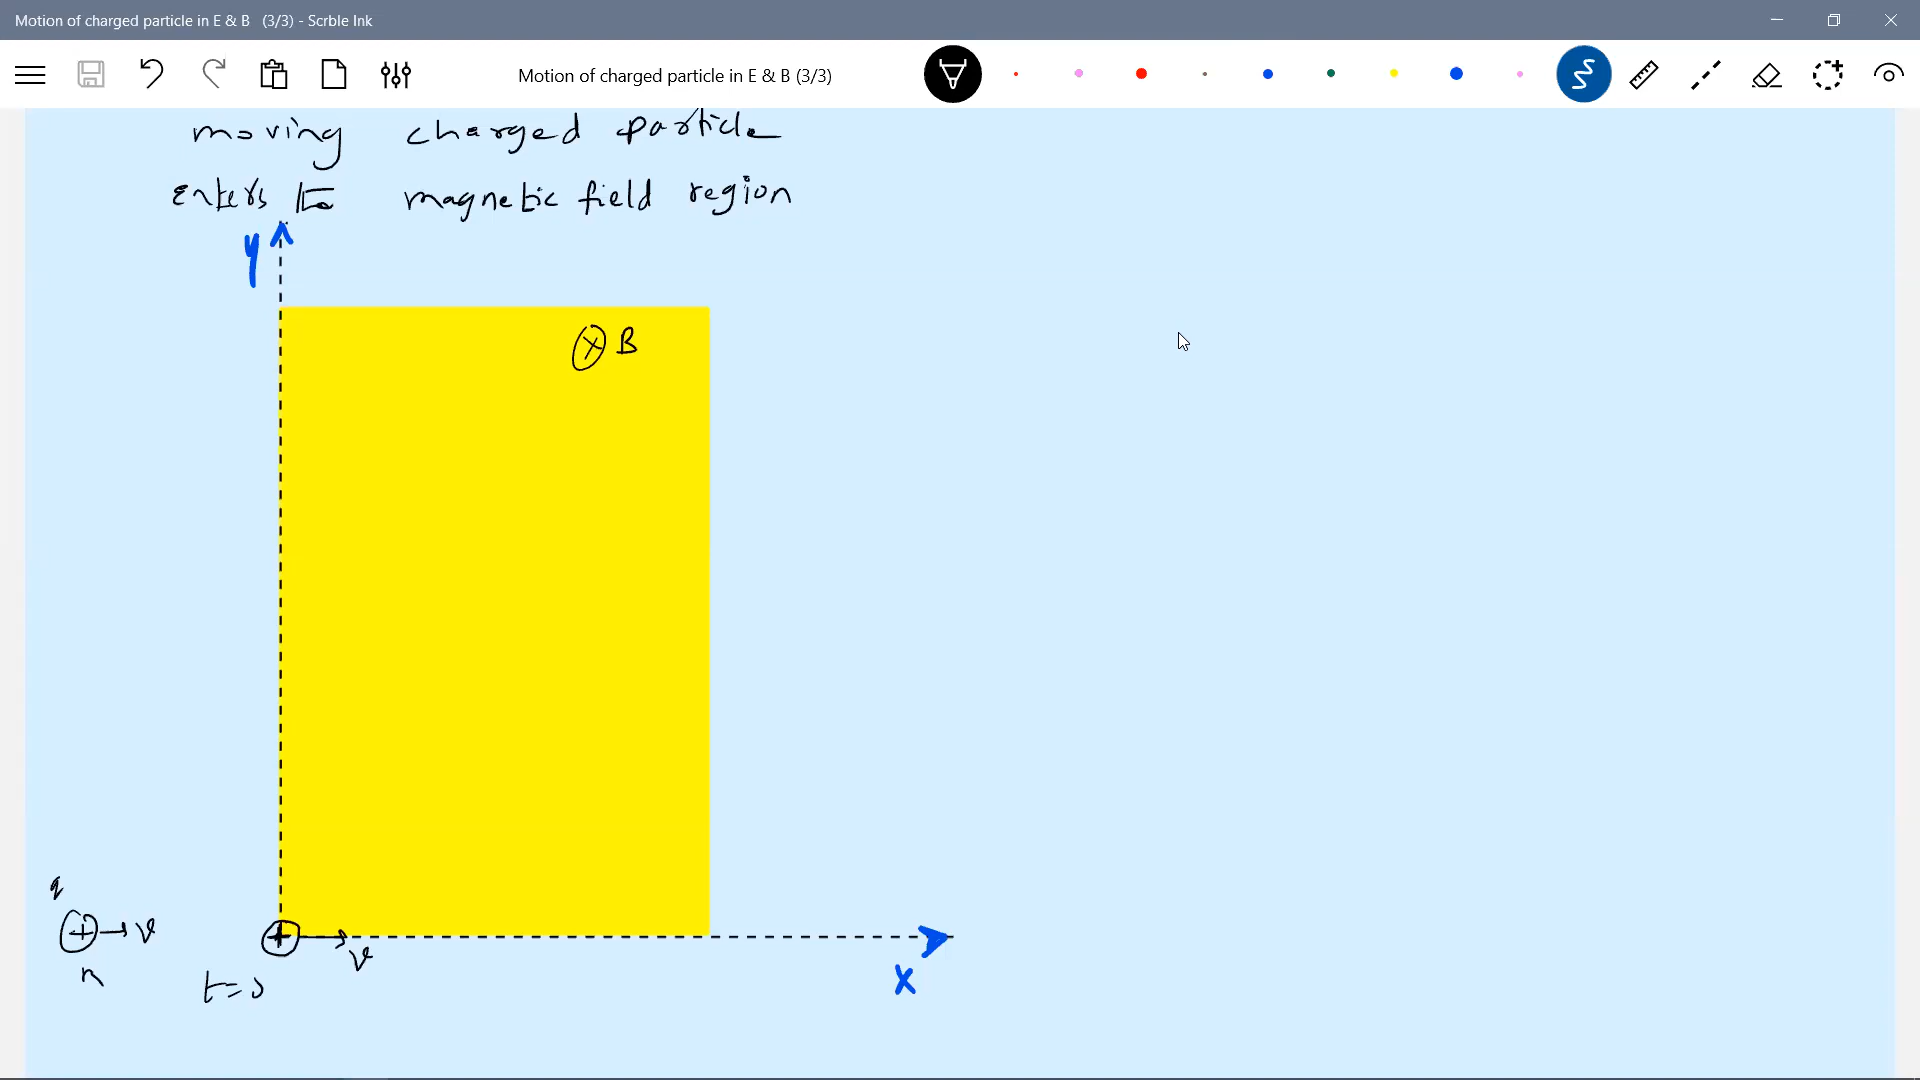 Motion of charged particle in E & B (3/3) - Scrble Ink
Motion of charged particle in E & B (3/3)
moving charged particle
enters magnetic field region
y
B
q
+ → v
+ → v
t=0
x